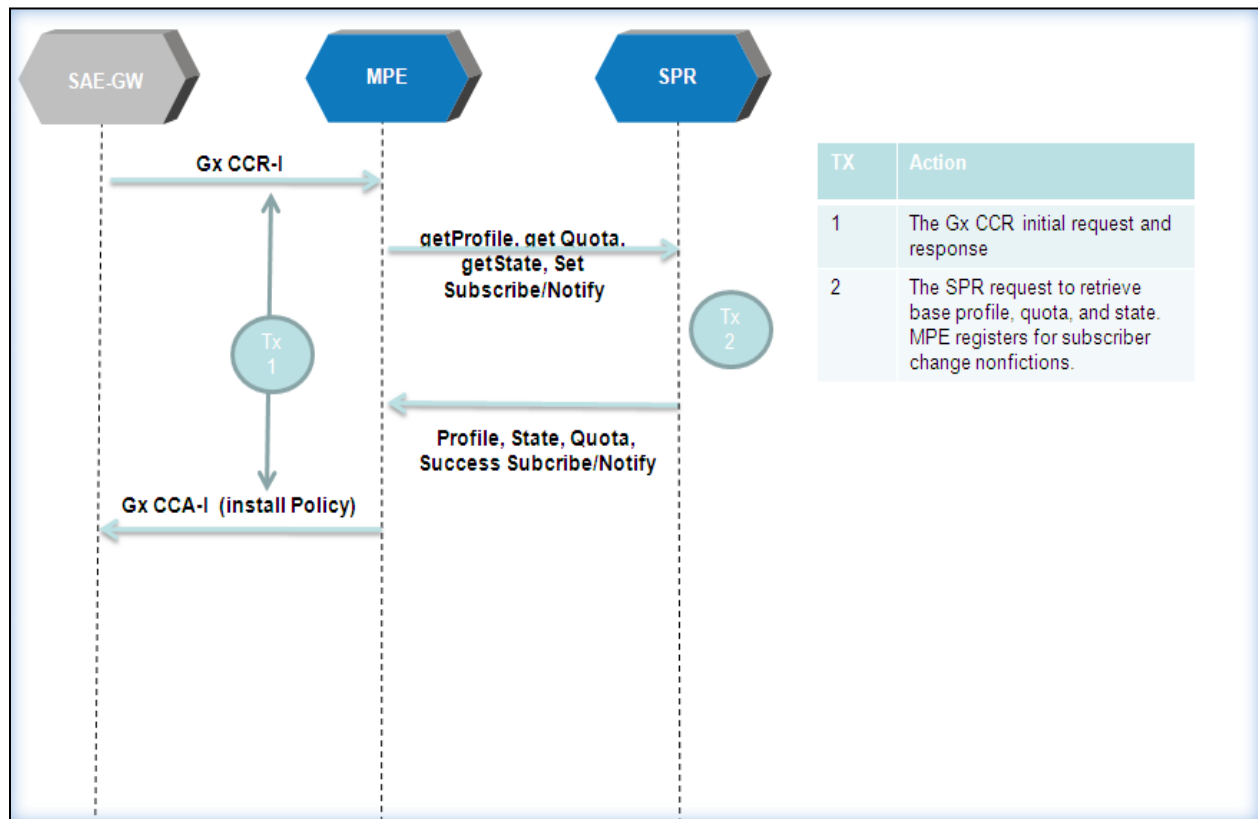 SAE-GW
MPE
SPR
Gx CCR-I
getProfile, get Quota,
getState, Set
Subscribe/Notify
Tx
1
Tx
2
Profile, State, Quota,
Success Subcribe/Notify
Gx CCA-I (install Policy)
TX Action
1 The Gx CCR initial request and
response
2 The SPR request to retrieve
base profile, quota, and state.
MPE registers for subscriber
change nonfictions.